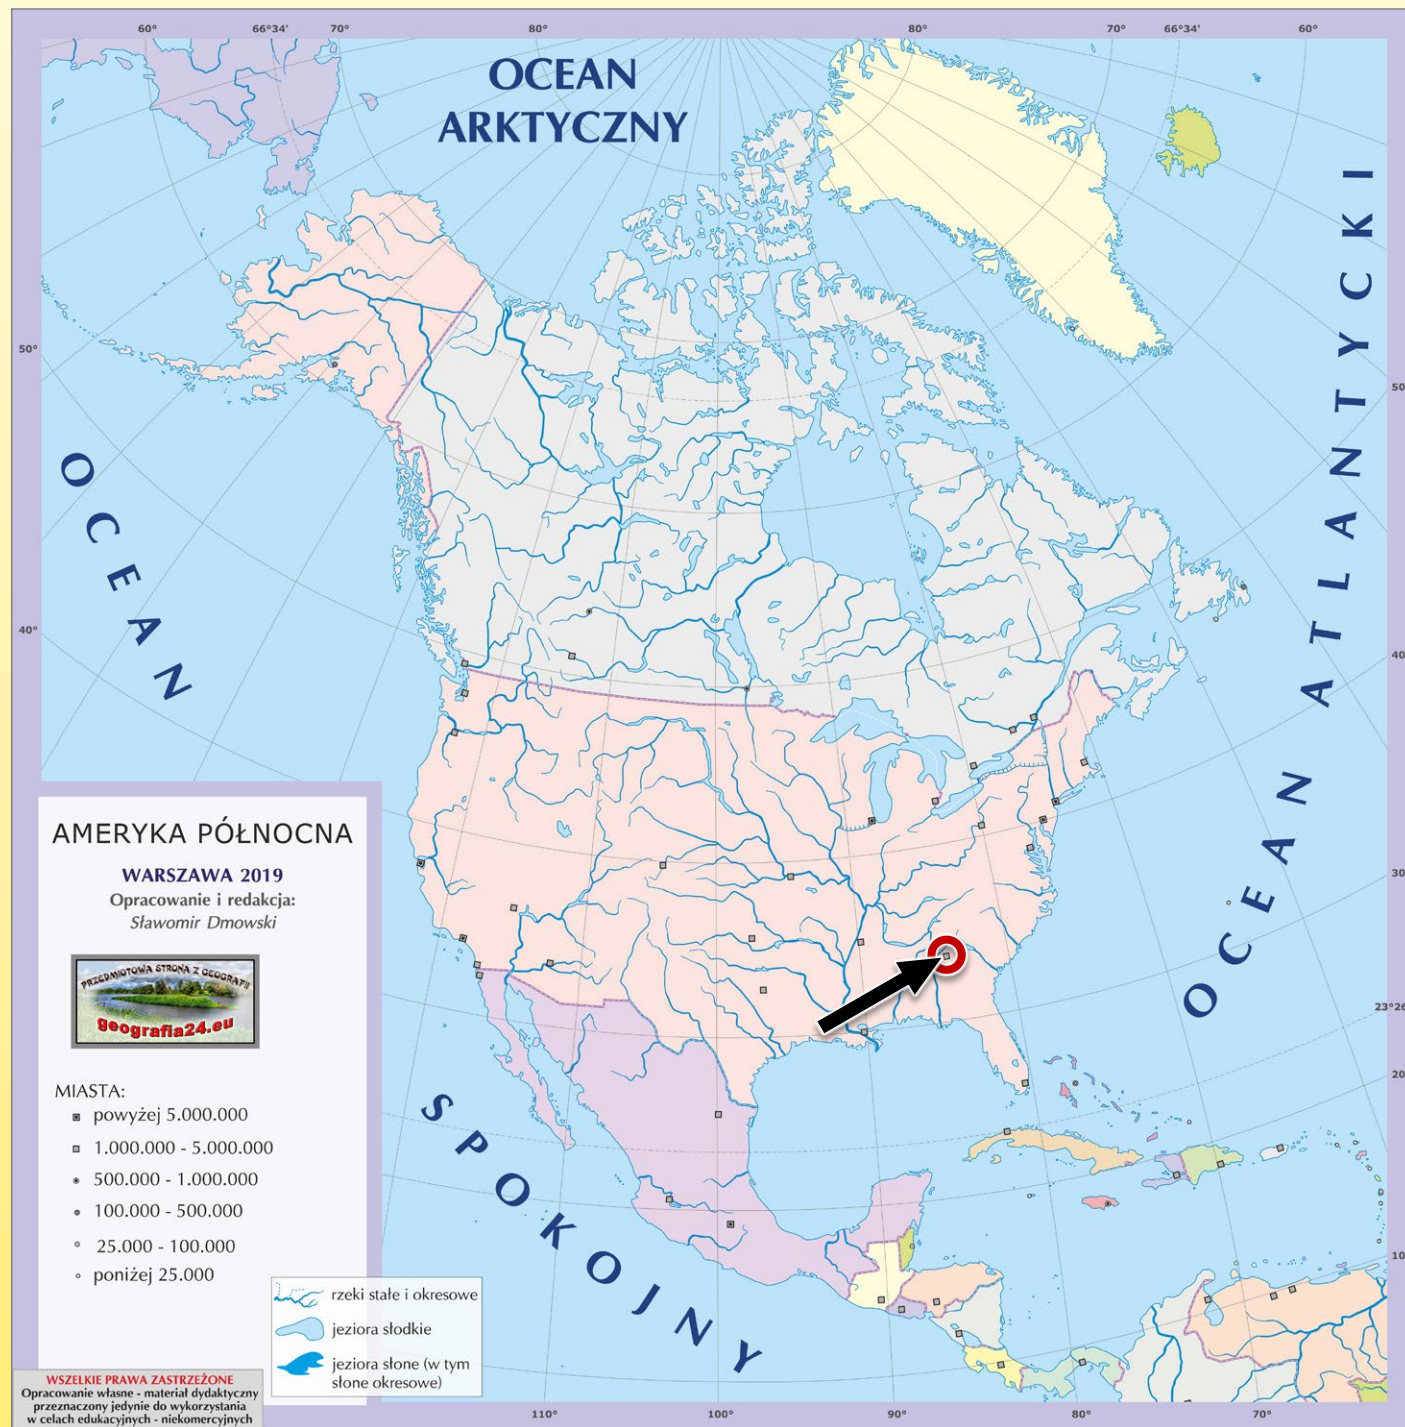 60°
66°34'
70°
80°
80°
70°
66°34'
60°
OCEAN
ARKTYCZNY
OCEAN ATLANTYCKI
50°
40°
50
40
30
23°26
20
10
OCEAN
SPOKOJNY
AMERYKA PÓŁNOCNA
WARSZAWA 2019
Opracowanie i redakcja:
Sławomir Dmowski
PRZEDMIOTOWA STRONA Z GEOGRAFII
geografia24.eu
MIASTA:
powyżej 5.000.000
1.000.000 - 5.000.000
500.000 - 1.000.000
100.000 - 500.000
25.000 - 100.000
poniżej 25.000
rzeki stałe i okresowe
jeziora słodkie
jeziora słone (w tym
słone okresowe)
WSZELKIE PRAWA ZASTRZEŻONE
Opracowanie własne - materiał dydaktyczny
przeznaczony jedynie do wykorzystania
w celach edukacyjnych - niekomercyjnych
110°
100°
90°
80°
70°